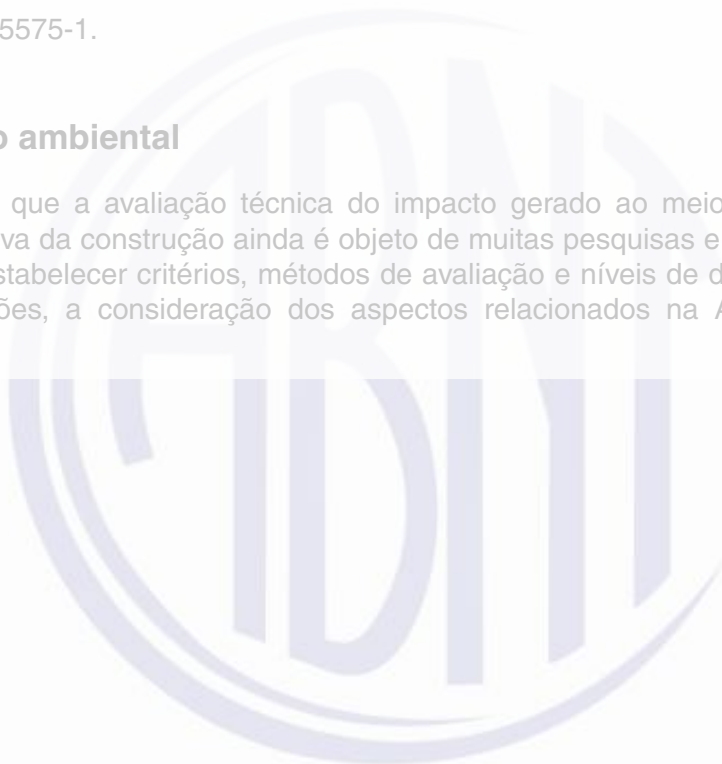 5575-1.
o ambiental
que a avaliação técnica do impacto gerado ao meio
va da construção ainda é objeto de muitas pesquisas e
stabelecer critérios, métodos de avaliação e níveis de d
ões, a consideração dos aspectos relacionados na A
ABNT